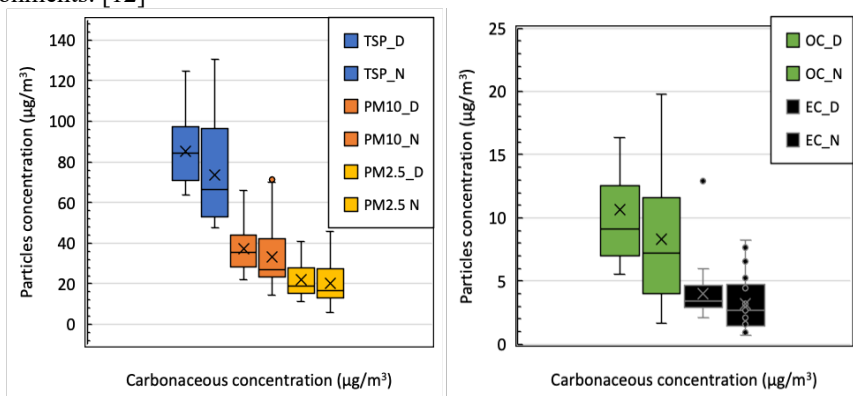 onments. [12]
140
120
100
80
60
40
20
0
Particles concentration (µg/m³)
TSP_D
TSP_N
PM10_D
PM10_N
PM2.5_D
PM2.5 N
Carbonaceous concentration (µg/m³)
25
20
15
10
5
0
Particles concentration (µg/m³)
OC_D
OC_N
EC_D
EC_N
Carbonaceous concentration (µg/m³)